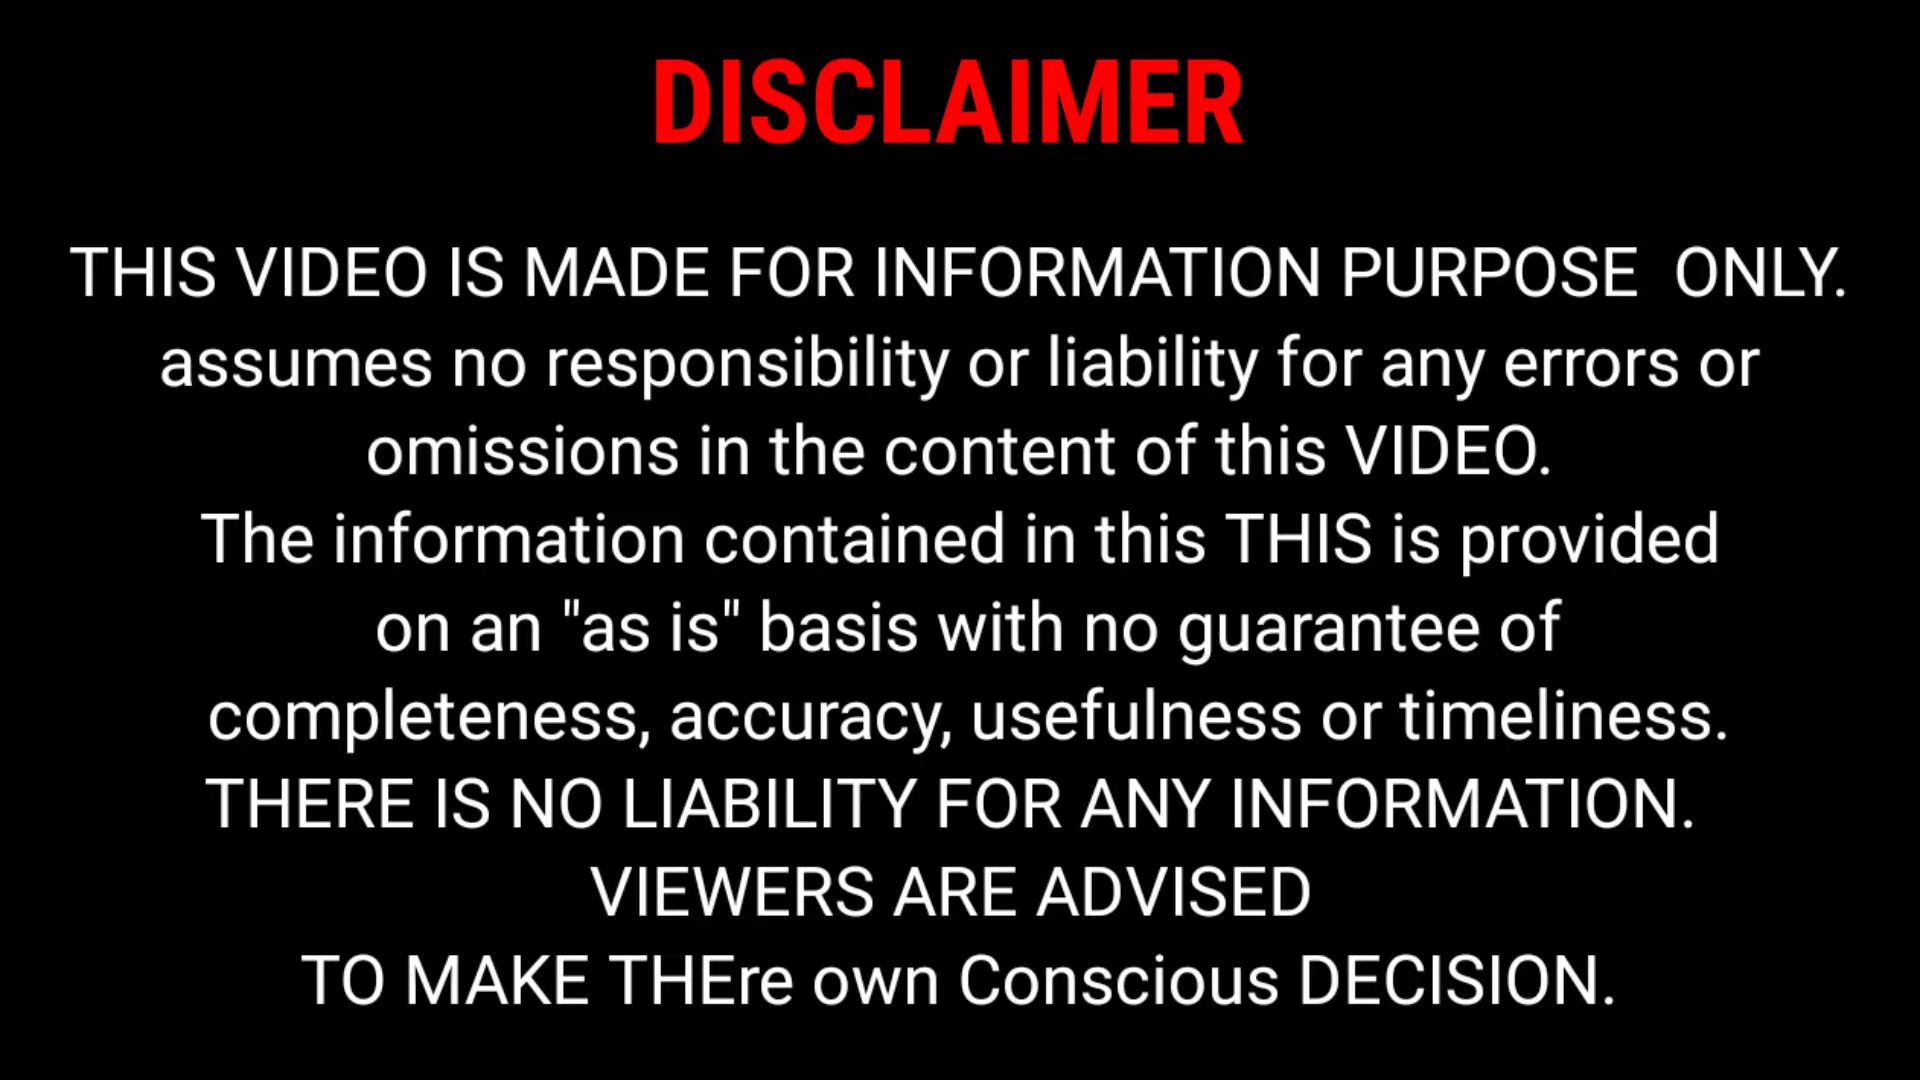 DISCLAIMER
THIS VIDEO IS MADE FOR INFORMATION PURPOSE  ONLY.
assumes no responsibility or liability for any errors or
omissions in the content of this VIDEO.
The information contained in this THIS is provided
on an "as is" basis with no guarantee of
completeness, accuracy, usefulness or timeliness.
THERE IS NO LIABILITY FOR ANY INFORMATION.
VIEWERS ARE ADVISED
TO MAKE THEre own Conscious DECISION.